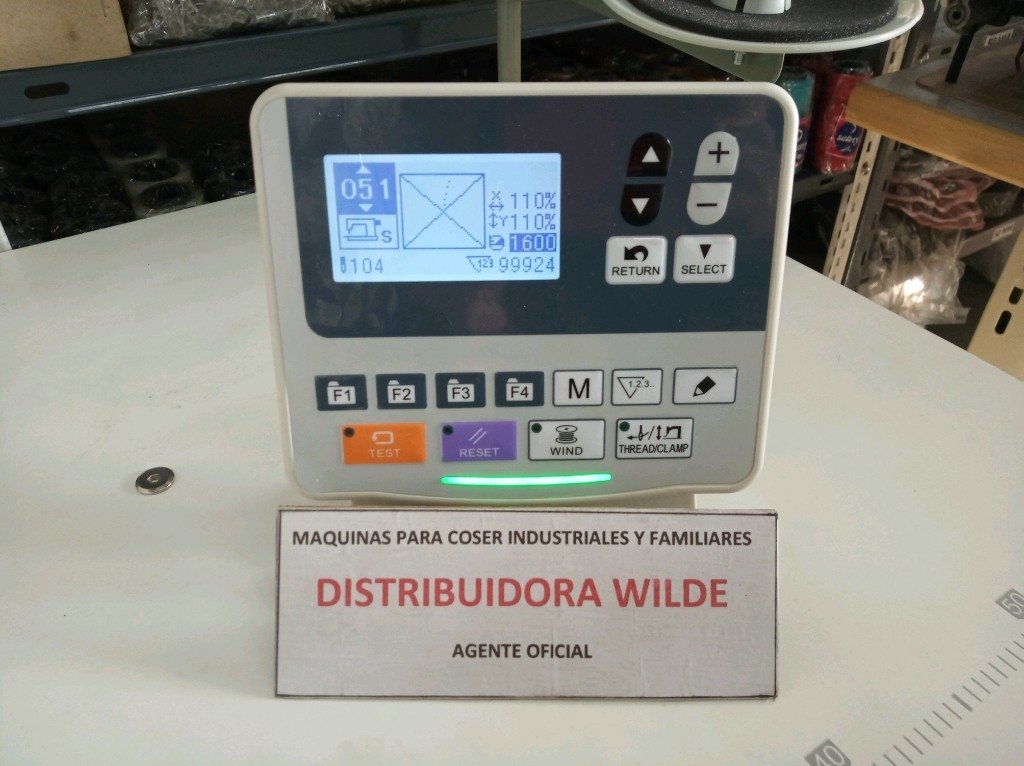 051
X 110%
Y 110%
1600
S
104
123 99924
+
−
RETURN
SELECT
F1
F2
F3
F4
M
1.2.3..
TEST
RESET
WIND
THREAD/CLAMP
MAQUINAS PARA COSER INDUSTRIALES Y FAMILIARES
DISTRIBUIDORA WILDE
AGENTE OFICIAL
50
40